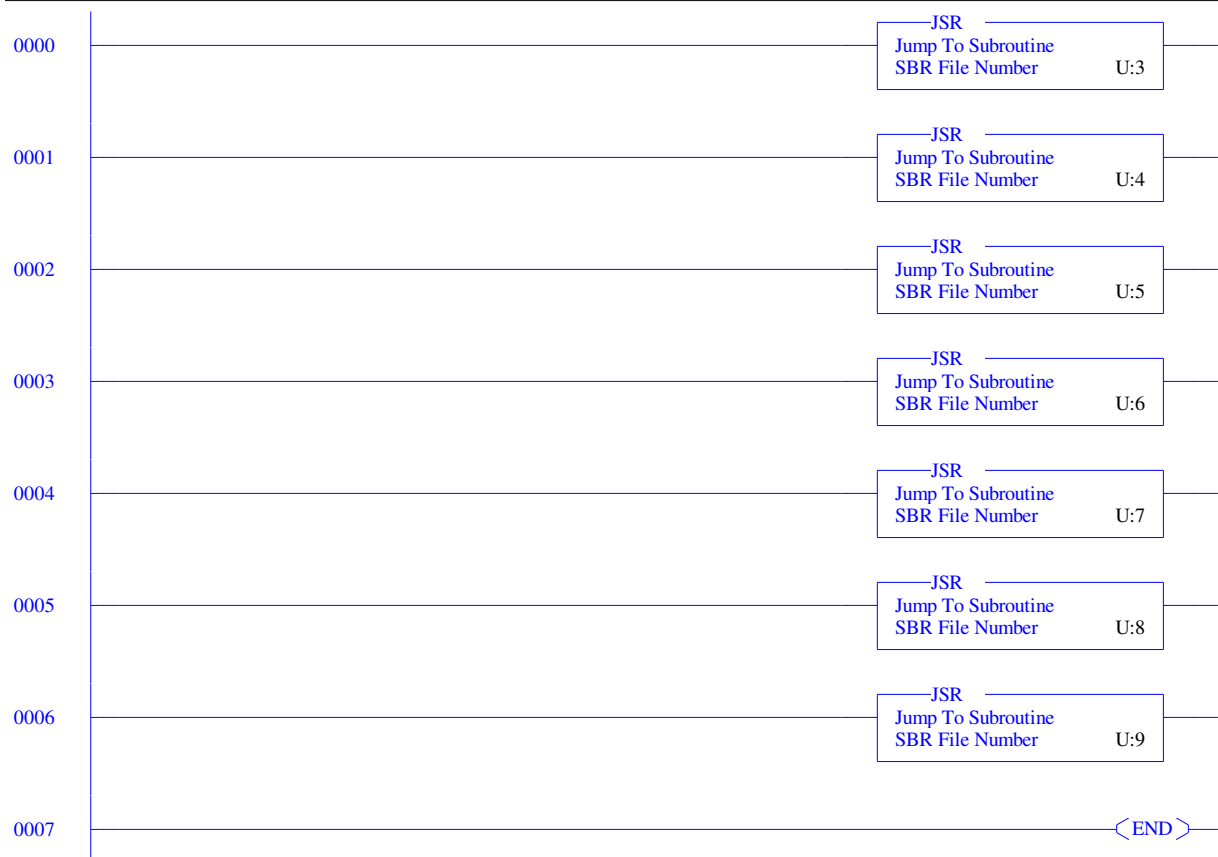 JSR
0000 Jump To Subroutine
SBR File Number U:3
JSR
0001 Jump To Subroutine
SBR File Number U:4
JSR
0002 Jump To Subroutine
SBR File Number U:5
JSR
0003 Jump To Subroutine
SBR File Number U:6
JSR
0004 Jump To Subroutine
SBR File Number U:7
JSR
0005 Jump To Subroutine
SBR File Number U:8
JSR
0006 Jump To Subroutine
SBR File Number U:9
0007 END